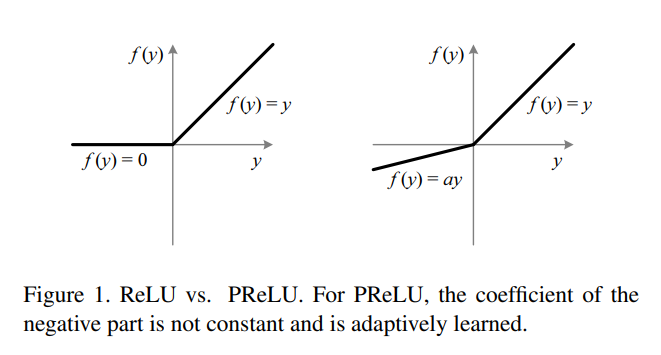 f(y)
f(y) = y
f(y) = 0
y
f(y)
f(y) = y
f(y) = ay
y
Figure 1. ReLU vs. PReLU. For PReLU, the coefficient of the
negative part is not constant and is adaptively learned.